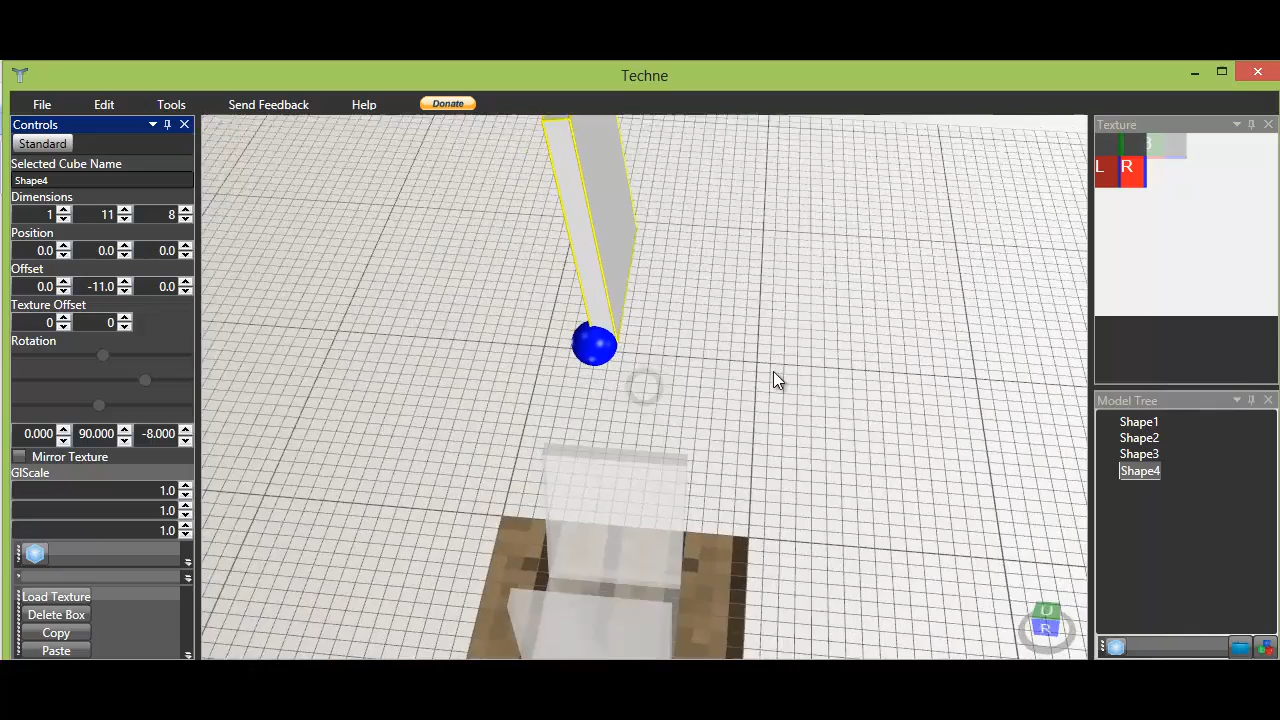 Techne
File Edit Tools Send Feedback Help Donate
Controls
Standard
Selected Cube Name
Shape4
Dimensions
1 11 8
Position
0.0 0.0 0.0
Offset
0.0 -11.0 0.0
Texture Offset
0 0
Rotation
0.000 90.000 -8.000
Mirror Texture
GlScale
1.0
1.0
1.0
Load Texture
Delete Box
Copy
Paste
U
R
Texture
L R
Model Tree
Shape1
Shape2
Shape3
Shape4